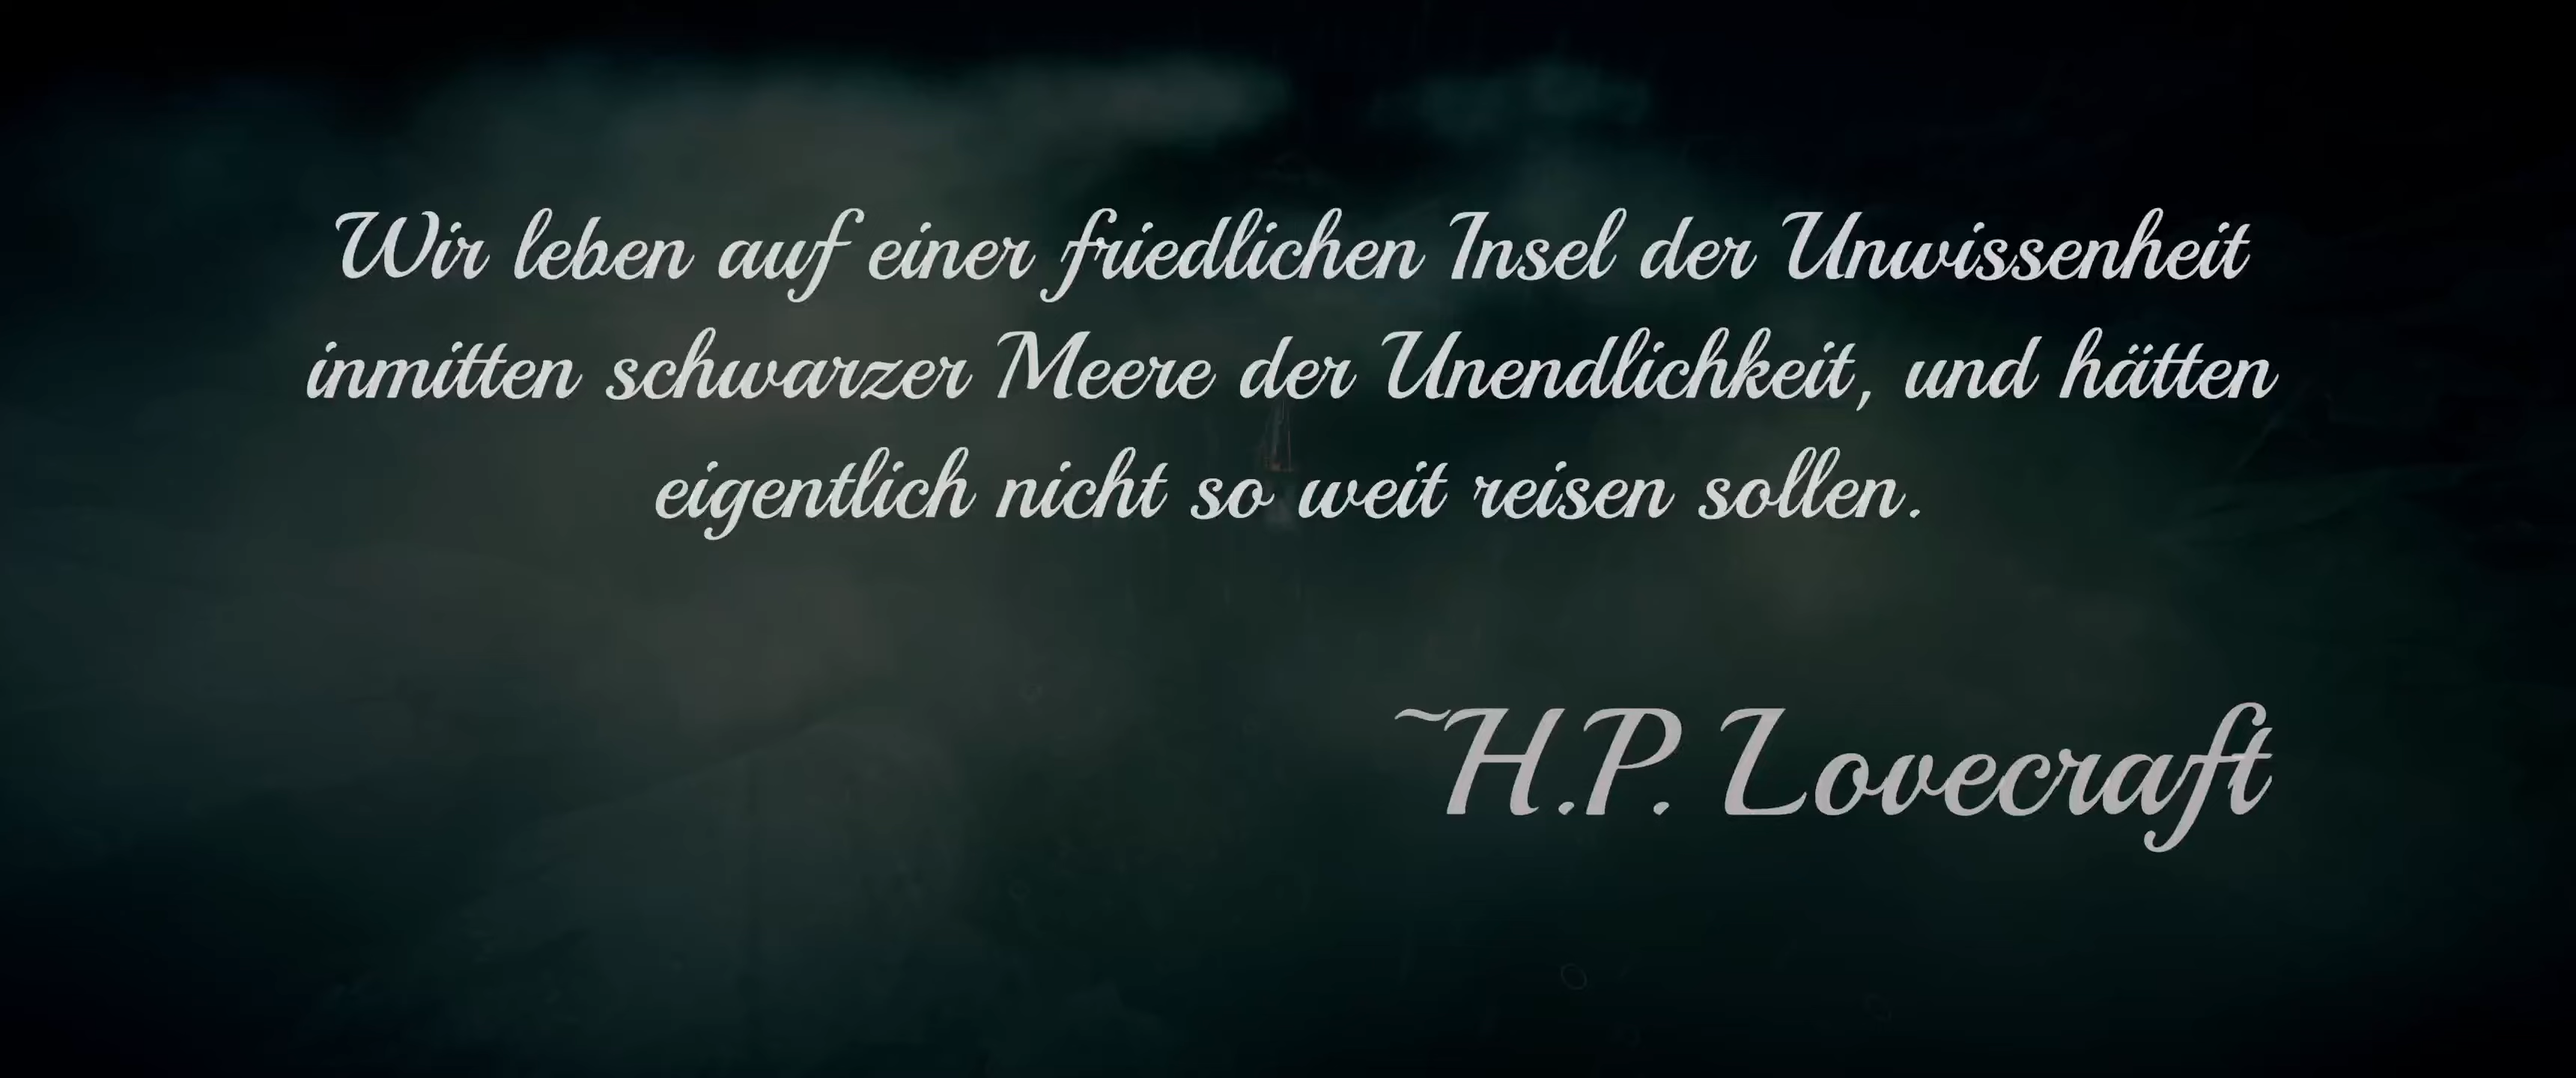 Wir leben auf einer friedlichen Insel der Unwissenheit
inmitten schwarzer Meere der Unendlichkeit, und hätten
eigentlich nicht so weit reisen sollen.
~H.P. Lovecraft